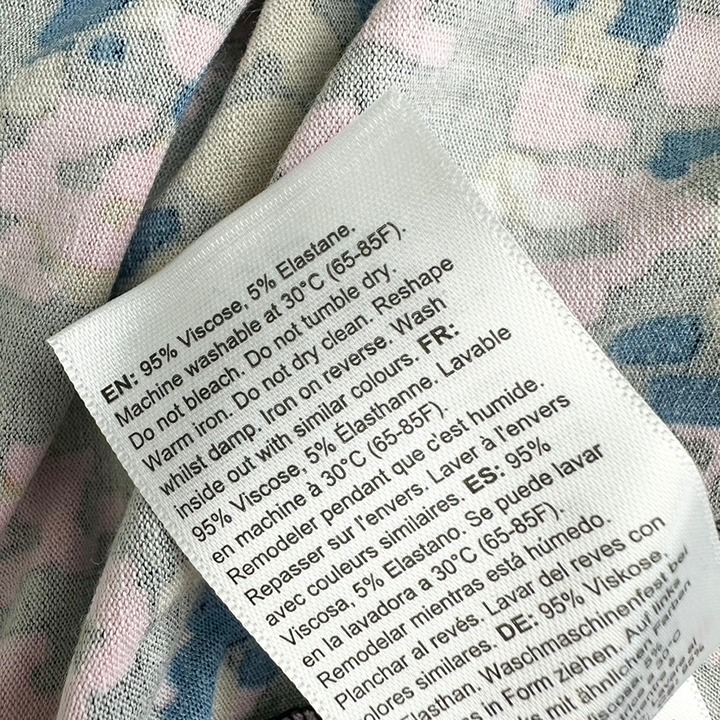 EN: 95% Viscose, 5% Elastane.
Machine washable at 30°C (65-85F).
Do not bleach. Do not tumble dry.
Warm iron. Do not dry clean. Reshape
whilst damp. Iron on reverse. Wash
inside out with similar colours. FR:
95% Viscose, 5% Élasthanne. Lavable
en machine à 30°C (65-85F).
Remodeler pendant que c'est humide.
Repasser sur l'envers. Laver à l'envers
avec couleurs similaires. ES: 95%
Viscosa, 5% Elastano. Se puede lavar
en la lavadora a 30°C (65-85F).
Remodelar mientras está húmedo.
Planchar al revés. Lavar del reves con
olores similares. DE: 95% Viskose,
Elasthan. Waschmaschinenfest bei
in Form ziehen. Auf links
mit ähnlichen Farben